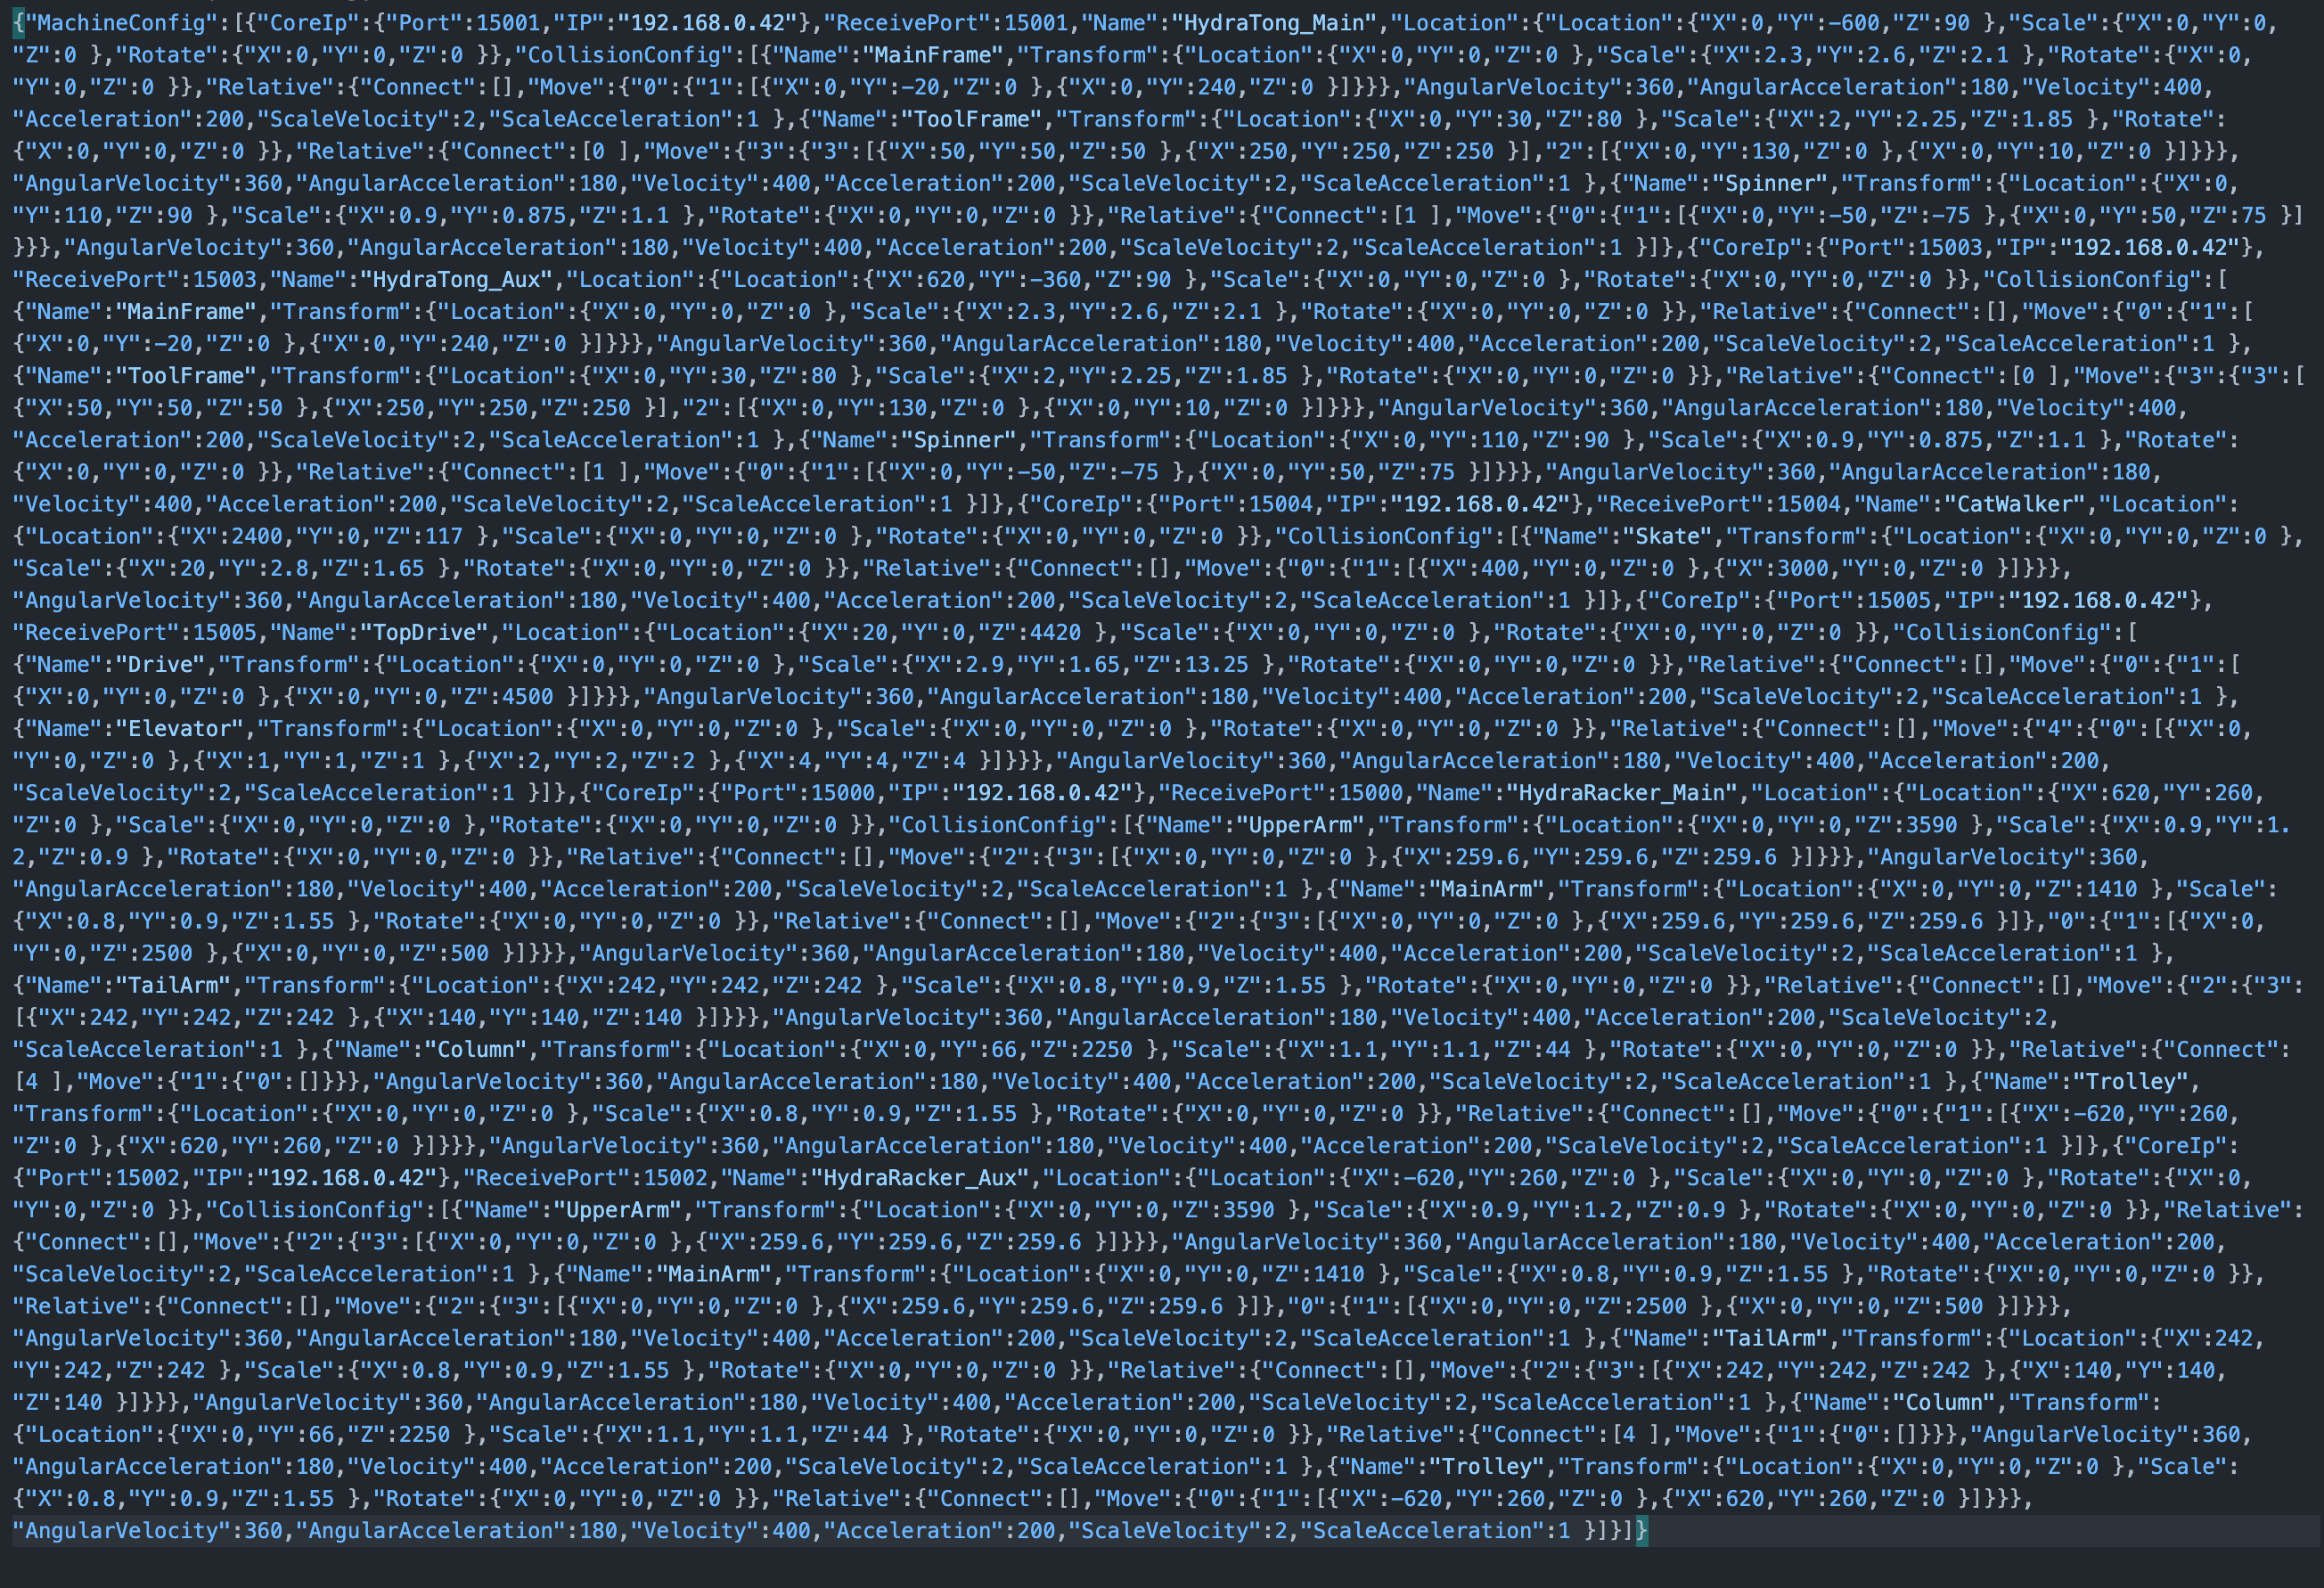 {"MachineConfig":[{"CoreIp":{"Port":15001,"IP":"192.168.0.42"},"ReceivePort":15001,"Name":"HydraTong_Main","Location":{"Location":{"X":0,"Y":-600,"Z":90 },"Scale":{"X":0,"Y":0,
"Z":0 },"Rotate":{"X":0,"Y":0,"Z":0 }},"CollisionConfig":[{"Name":"MainFrame","Transform":{"Location":{"X":0,"Y":0,"Z":0 },"Scale":{"X":2.3,"Y":2.6,"Z":2.1 },"Rotate":{"X":0,
"Y":0,"Z":0 }},"Relative":{"Connect":[],"Move":{"0":{"1":[{"X":0,"Y":-20,"Z":0 },{"X":0,"Y":240,"Z":0 }]}}},"AngularVelocity":360,"AngularAcceleration":180,"Velocity":400,
"Acceleration":200,"ScaleVelocity":2,"ScaleAcceleration":1 },{"Name":"ToolFrame","Transform":{"Location":{"X":0,"Y":30,"Z":80 },"Scale":{"X":2,"Y":2.25,"Z":1.85 },"Rotate":
{"X":0,"Y":0,"Z":0 }},"Relative":{"Connect":[0 ],"Move":{"3":{"3":[{"X":50,"Y":50,"Z":50 },{"X":250,"Y":250,"Z":250 }],"2":[{"X":0,"Y":130,"Z":0 },{"X":0,"Y":10,"Z":0 }]}}},
"AngularVelocity":360,"AngularAcceleration":180,"Velocity":400,"Acceleration":200,"ScaleVelocity":2,"ScaleAcceleration":1 },{"Name":"Spinner","Transform":{"Location":{"X":0,
"Y":110,"Z":90 },"Scale":{"X":0.9,"Y":0.875,"Z":1.1 },"Rotate":{"X":0,"Y":0,"Z":0 }},"Relative":{"Connect":[1 ],"Move":{"0":{"1":[{"X":0,"Y":-50,"Z":-75 },{"X":0,"Y":50,"Z":75 }]
}}},"AngularVelocity":360,"AngularAcceleration":180,"Velocity":400,"Acceleration":200,"ScaleVelocity":2,"ScaleAcceleration":1 }]},{"CoreIp":{"Port":15003,"IP":"192.168.0.42"},
"ReceivePort":15003,"Name":"HydraTong_Aux","Location":{"Location":{"X":620,"Y":-360,"Z":90 },"Scale":{"X":0,"Y":0,"Z":0 },"Rotate":{"X":0,"Y":0,"Z":0 }},"CollisionConfig":[
{"Name":"MainFrame","Transform":{"Location":{"X":0,"Y":0,"Z":0 },"Scale":{"X":2.3,"Y":2.6,"Z":2.1 },"Rotate":{"X":0,"Y":0,"Z":0 }},"Relative":{"Connect":[],"Move":{"0":{"1":[
{"X":0,"Y":-20,"Z":0 },{"X":0,"Y":240,"Z":0 }]}}},"AngularVelocity":360,"AngularAcceleration":180,"Velocity":400,"Acceleration":200,"ScaleVelocity":2,"ScaleAcceleration":1 },
{"Name":"ToolFrame","Transform":{"Location":{"X":0,"Y":30,"Z":80 },"Scale":{"X":2,"Y":2.25,"Z":1.85 },"Rotate":{"X":0,"Y":0,"Z":0 }},"Relative":{"Connect":[0 ],"Move":{"3":{"3":[
{"X":50,"Y":50,"Z":50 },{"X":250,"Y":250,"Z":250 }],"2":[{"X":0,"Y":130,"Z":0 },{"X":0,"Y":10,"Z":0 }]}}},"AngularVelocity":360,"AngularAcceleration":180,"Velocity":400,
"Acceleration":200,"ScaleVelocity":2,"ScaleAcceleration":1 },{"Name":"Spinner","Transform":{"Location":{"X":0,"Y":110,"Z":90 },"Scale":{"X":0.9,"Y":0.875,"Z":1.1 },"Rotate":
{"X":0,"Y":0,"Z":0 }},"Relative":{"Connect":[1 ],"Move":{"0":{"1":[{"X":0,"Y":-50,"Z":-75 },{"X":0,"Y":50,"Z":75 }]}}},"AngularVelocity":360,"AngularAcceleration":180,
"Velocity":400,"Acceleration":200,"ScaleVelocity":2,"ScaleAcceleration":1 }]},{"CoreIp":{"Port":15004,"IP":"192.168.0.42"},"ReceivePort":15004,"Name":"CatWalker","Location":
{"Location":{"X":2400,"Y":0,"Z":117 },"Scale":{"X":0,"Y":0,"Z":0 },"Rotate":{"X":0,"Y":0,"Z":0 }},"CollisionConfig":[{"Name":"Skate","Transform":{"Location":{"X":0,"Y":0,"Z":0 },
"Scale":{"X":20,"Y":2.8,"Z":1.65 },"Rotate":{"X":0,"Y":0,"Z":0 }},"Relative":{"Connect":[],"Move":{"0":{"1":[{"X":400,"Y":0,"Z":0 },{"X":3000,"Y":0,"Z":0 }]}}},
"AngularVelocity":360,"AngularAcceleration":180,"Velocity":400,"Acceleration":200,"ScaleVelocity":2,"ScaleAcceleration":1 }]},{"CoreIp":{"Port":15005,"IP":"192.168.0.42"},
"ReceivePort":15005,"Name":"TopDrive","Location":{"Location":{"X":20,"Y":0,"Z":4420 },"Scale":{"X":0,"Y":0,"Z":0 },"Rotate":{"X":0,"Y":0,"Z":0 }},"CollisionConfig":[
{"Name":"Drive","Transform":{"Location":{"X":0,"Y":0,"Z":0 },"Scale":{"X":2.9,"Y":1.65,"Z":13.25 },"Rotate":{"X":0,"Y":0,"Z":0 }},"Relative":{"Connect":[],"Move":{"0":{"1":[
{"X":0,"Y":0,"Z":0 },{"X":0,"Y":0,"Z":4500 }]}}},"AngularVelocity":360,"AngularAcceleration":180,"Velocity":400,"Acceleration":200,"ScaleVelocity":2,"ScaleAcceleration":1 },
{"Name":"Elevator","Transform":{"Location":{"X":0,"Y":0,"Z":0 },"Scale":{"X":0,"Y":0,"Z":0 },"Rotate":{"X":0,"Y":0,"Z":0 }},"Relative":{"Connect":[],"Move":{"4":{"0":[{"X":0,
"Y":0,"Z":0 },{"X":1,"Y":1,"Z":1 },{"X":2,"Y":2,"Z":2 },{"X":4,"Y":4,"Z":4 }]}}},"AngularVelocity":360,"AngularAcceleration":180,"Velocity":400,"Acceleration":200,
"ScaleVelocity":2,"ScaleAcceleration":1 }]},{"CoreIp":{"Port":15000,"IP":"192.168.0.42"},"ReceivePort":15000,"Name":"HydraRacker_Main","Location":{"Location":{"X":620,"Y":260,
"Z":0 },"Scale":{"X":0,"Y":0,"Z":0 },"Rotate":{"X":0,"Y":0,"Z":0 }},"CollisionConfig":[{"Name":"UpperArm","Transform":{"Location":{"X":0,"Y":0,"Z":3590 },"Scale":{"X":0.9,"Y":1.
2,"Z":0.9 },"Rotate":{"X":0,"Y":0,"Z":0 }},"Relative":{"Connect":[],"Move":{"2":{"3":[{"X":0,"Y":0,"Z":0 },{"X":259.6,"Y":259.6,"Z":259.6 }]}}},"AngularVelocity":360,
"AngularAcceleration":180,"Velocity":400,"Acceleration":200,"ScaleVelocity":2,"ScaleAcceleration":1 },{"Name":"MainArm","Transform":{"Location":{"X":0,"Y":0,"Z":1410 },"Scale":
{"X":0.8,"Y":0.9,"Z":1.55 },"Rotate":{"X":0,"Y":0,"Z":0 }},"Relative":{"Connect":[],"Move":{"2":{"3":[{"X":0,"Y":0,"Z":0 },{"X":259.6,"Y":259.6,"Z":259.6 }]},"0":{"1":[{"X":0,
"Y":0,"Z":2500 },{"X":0,"Y":0,"Z":500 }]}}},"AngularVelocity":360,"AngularAcceleration":180,"Velocity":400,"Acceleration":200,"ScaleVelocity":2,"ScaleAcceleration":1 },
{"Name":"TailArm","Transform":{"Location":{"X":242,"Y":242,"Z":242 },"Scale":{"X":0.8,"Y":0.9,"Z":1.55 },"Rotate":{"X":0,"Y":0,"Z":0 }},"Relative":{"Connect":[],"Move":{"2":{"3":
[{"X":242,"Y":242,"Z":242 },{"X":140,"Y":140,"Z":140 }]}}},"AngularVelocity":360,"AngularAcceleration":180,"Velocity":400,"Acceleration":200,"ScaleVelocity":2,
"ScaleAcceleration":1 },{"Name":"Column","Transform":{"Location":{"X":0,"Y":66,"Z":2250 },"Scale":{"X":1.1,"Y":1.1,"Z":44 },"Rotate":{"X":0,"Y":0,"Z":0 }},"Relative":{"Connect":
[4 ],"Move":{"1":{"0":[]}}},"AngularVelocity":360,"AngularAcceleration":180,"Velocity":400,"Acceleration":200,"ScaleVelocity":2,"ScaleAcceleration":1 },{"Name":"Trolley",
"Transform":{"Location":{"X":0,"Y":0,"Z":0 },"Scale":{"X":0.8,"Y":0.9,"Z":1.55 },"Rotate":{"X":0,"Y":0,"Z":0 }},"Relative":{"Connect":[],"Move":{"0":{"1":[{"X":-620,"Y":260,
"Z":0 },{"X":620,"Y":260,"Z":0 }]}}},"AngularVelocity":360,"AngularAcceleration":180,"Velocity":400,"Acceleration":200,"ScaleVelocity":2,"ScaleAcceleration":1 }]},{"CoreIp":
{"Port":15002,"IP":"192.168.0.42"},"ReceivePort":15002,"Name":"HydraRacker_Aux","Location":{"Location":{"X":-620,"Y":260,"Z":0 },"Scale":{"X":0,"Y":0,"Z":0 },"Rotate":{"X":0,
"Y":0,"Z":0 }},"CollisionConfig":[{"Name":"UpperArm","Transform":{"Location":{"X":0,"Y":0,"Z":3590 },"Scale":{"X":0.9,"Y":1.2,"Z":0.9 },"Rotate":{"X":0,"Y":0,"Z":0 }},"Relative":
{"Connect":[],"Move":{"2":{"3":[{"X":0,"Y":0,"Z":0 },{"X":259.6,"Y":259.6,"Z":259.6 }]}}},"AngularVelocity":360,"AngularAcceleration":180,"Velocity":400,"Acceleration":200,
"ScaleVelocity":2,"ScaleAcceleration":1 },{"Name":"MainArm","Transform":{"Location":{"X":0,"Y":0,"Z":1410 },"Scale":{"X":0.8,"Y":0.9,"Z":1.55 },"Rotate":{"X":0,"Y":0,"Z":0 }},
"Relative":{"Connect":[],"Move":{"2":{"3":[{"X":0,"Y":0,"Z":0 },{"X":259.6,"Y":259.6,"Z":259.6 }]},"0":{"1":[{"X":0,"Y":0,"Z":2500 },{"X":0,"Y":0,"Z":500 }]}}},
"AngularVelocity":360,"AngularAcceleration":180,"Velocity":400,"Acceleration":200,"ScaleVelocity":2,"ScaleAcceleration":1 },{"Name":"TailArm","Transform":{"Location":{"X":242,
"Y":242,"Z":242 },"Scale":{"X":0.8,"Y":0.9,"Z":1.55 },"Rotate":{"X":0,"Y":0,"Z":0 }},"Relative":{"Connect":[],"Move":{"2":{"3":[{"X":242,"Y":242,"Z":242 },{"X":140,"Y":140,
"Z":140 }]}}},"AngularVelocity":360,"AngularAcceleration":180,"Velocity":400,"Acceleration":200,"ScaleVelocity":2,"ScaleAcceleration":1 },{"Name":"Column","Transform":
{"Location":{"X":0,"Y":66,"Z":2250 },"Scale":{"X":1.1,"Y":1.1,"Z":44 },"Rotate":{"X":0,"Y":0,"Z":0 }},"Relative":{"Connect":[4 ],"Move":{"1":{"0":[]}}},"AngularVelocity":360,
"AngularAcceleration":180,"Velocity":400,"Acceleration":200,"ScaleVelocity":2,"ScaleAcceleration":1 },{"Name":"Trolley","Transform":{"Location":{"X":0,"Y":0,"Z":0 },"Scale":
{"X":0.8,"Y":0.9,"Z":1.55 },"Rotate":{"X":0,"Y":0,"Z":0 }},"Relative":{"Connect":[],"Move":{"0":{"1":[{"X":-620,"Y":260,"Z":0 },{"X":620,"Y":260,"Z":0 }]}}},
"AngularVelocity":360,"AngularAcceleration":180,"Velocity":400,"Acceleration":200,"ScaleVelocity":2,"ScaleAcceleration":1 }]}]}